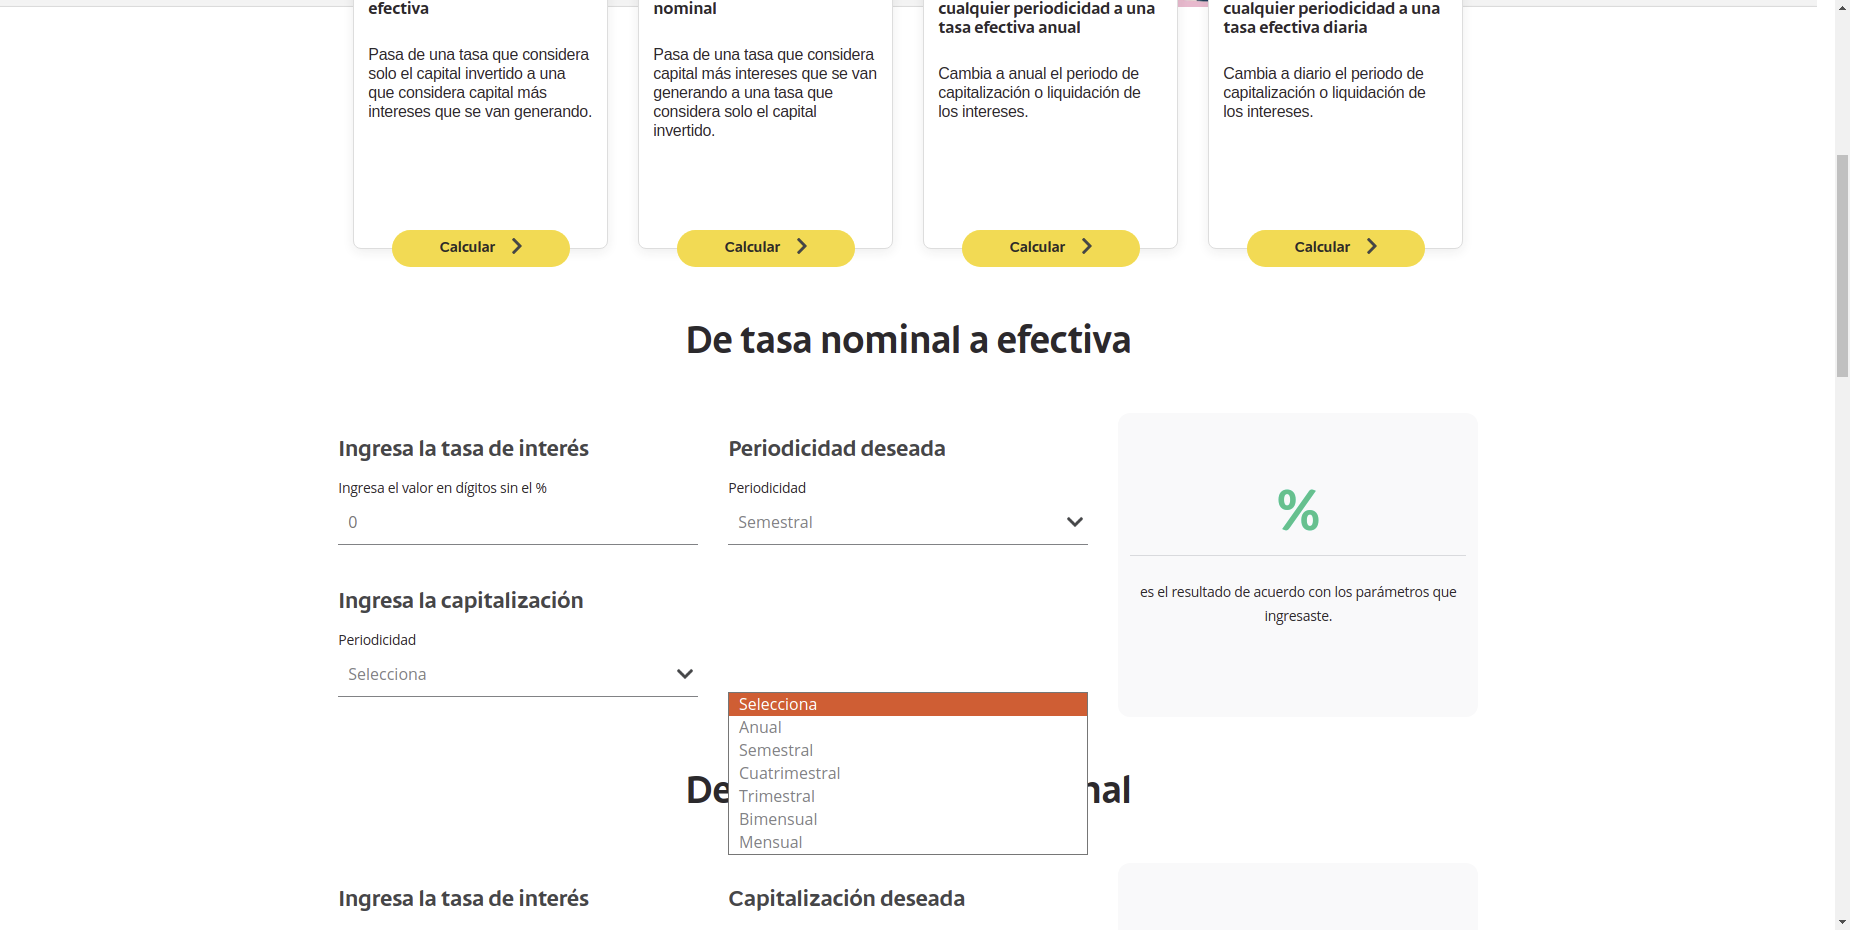 efectiva
Pasa de una tasa que considera
solo el capital invertido a una
que considera capital más
intereses que se van generando.
Calcular
nominal
Pasa de una tasa que considera
capital más intereses que se van
generando a una tasa que
considera solo el capital
invertido.
Calcular
cualquier periodicidad a una
tasa efectiva anual
Cambia a anual el periodo de
capitalización o liquidación de
los intereses.
Calcular
cualquier periodicidad a una
tasa efectiva diaria
Cambia a diario el periodo de
capitalización o liquidación de
los intereses.
Calcular
De tasa nominal a efectiva
Ingresa la tasa de interés
Ingresa el valor en dígitos sin el %
0
Periodicidad deseada
Periodicidad
Semestral
%
es el resultado de acuerdo con los parámetros que
ingresaste.
Ingresa la capitalización
Periodicidad
Selecciona
Selecciona
Anual
Semestral
Cuatrimestral
Trimestral
Bimensual
Mensual
De
nal
Ingresa la tasa de interés
Capitalización deseada